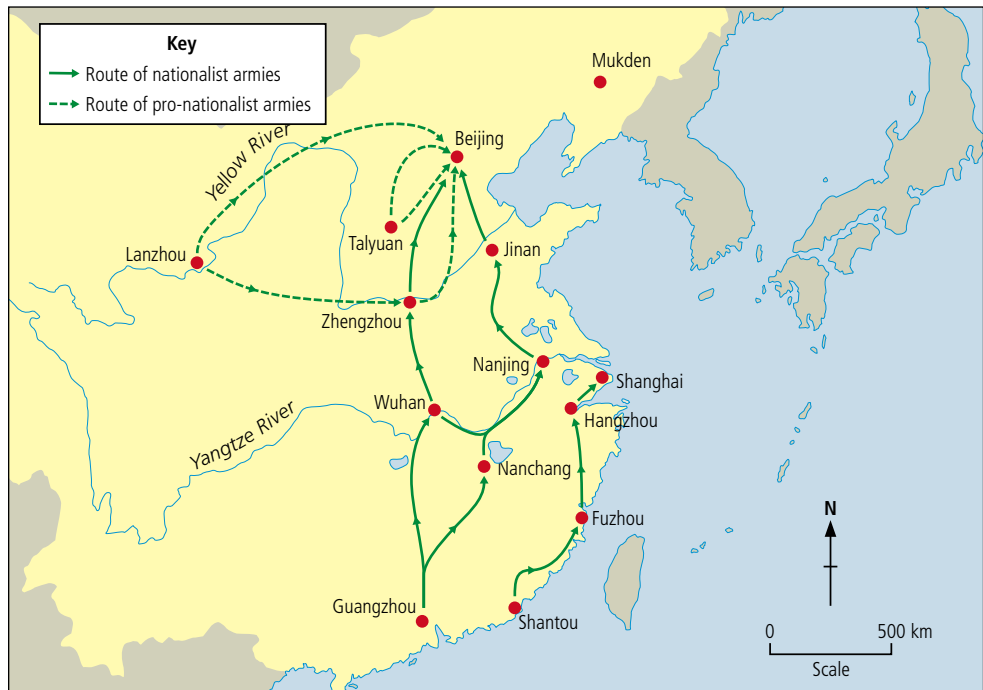 Key
Route of nationalist armies
Route of pro-nationalist armies
Mukden
Beijing
Yellow River
Talyuan
Jinan
Lanzhou
Zhengzhou
Nanjing
Shanghai
Wuhan
Hangzhou
Yangtze River
Nanchang
Fuzhou
N
Guangzhou
Shantou
0 500 km
Scale